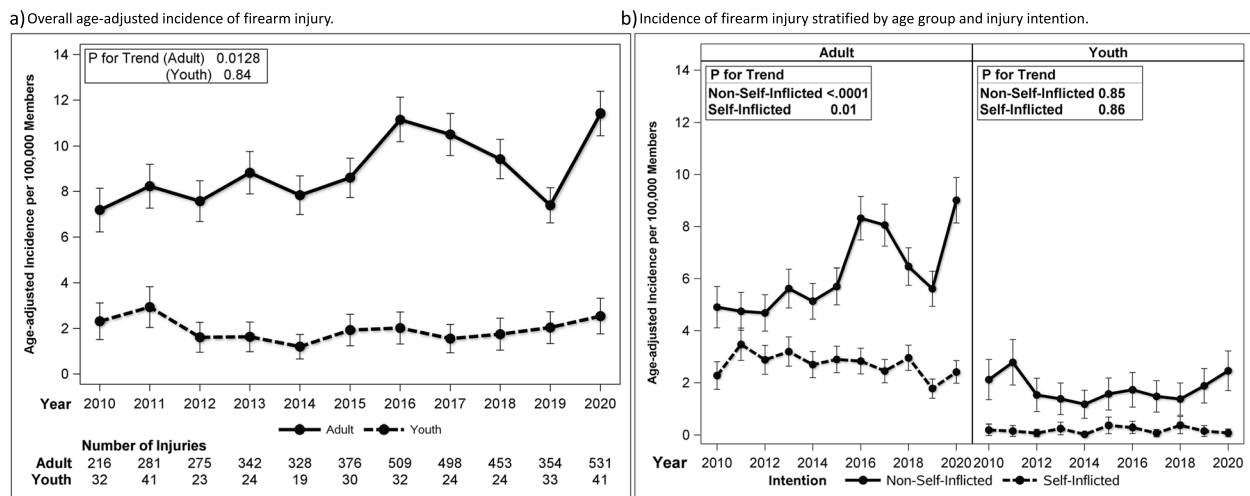 a) Overall age-adjusted incidence of firearm injury.
P for Trend (Adult) 0.0128
(Youth) 0.84
Age-adjusted Incidence per 100,000 Members
14
12
10
8
6
4
2
0
Year 2010 2011 2012 2013 2014 2015 2016 2017 2018 2019 2020
Adult Youth
Number of Injuries
Adult 216 281 275 342 328 376 509 498 453 354 531
Youth 32 41 23 24 19 30 32 24 24 33 41
b) Incidence of firearm injury stratified by age group and injury intention.
Adult Youth
P for Trend
Non-Self-Inflicted <.0001
Self-Inflicted 0.01
P for Trend
Non-Self-Inflicted 0.85
Self-Inflicted 0.86
Age-adjusted Incidence per 100,000 Members
14
12
10
8
6
4
2
0
Year 2010 2012 2014 2016 2018 2020 2010 2012 2014 2016 2018 2020
Intention Non-Self-Inflicted Self-Inflicted